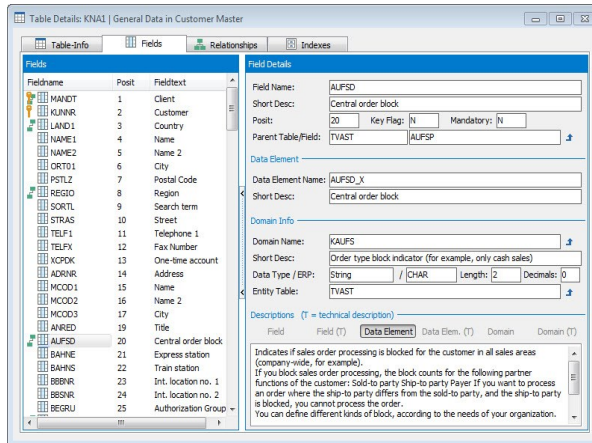 Table Details: KNA1 | General Data in Customer Master
Table-Info Fields Relationships Indexes
Fields
Fieldname Posit Fieldtext
MANDT 1 Client
KUNNR 2 Customer
LAND1 3 Country
NAME1 4 Name
NAME2 5 Name 2
ORT01 6 City
PSTLZ 7 Postal Code
REGIO 8 Region
SORTL 9 Search term
STRAS 10 Street
TELF1 11 Telephone 1
TELFX 12 Fax Number
XCPDK 13 One-time account
ADRNR 14 Address
MCOD1 15 Name
MCOD2 16 Name 2
MCOD3 17 City
ANRED 19 Title
AUFSD 20 Central order block
BAHNE 21 Express station
BAHNS 22 Train station
BBBNR 23 Int. location no. 1
BBSNR 24 Int. location no. 2
BEGRU 25 Authorization Group
Field Details
Field Name: AUFSD
Short Desc: Central order block
Posit: 20 Key Flag: N Mandatory: N
Parent Table/Field: TVAST AUFSP
Data Element
Data Element Name: AUFSD_X
Short Desc: Central order block
Domain Info
Domain Name: KAUFS
Short Desc: Order type block indicator (for example, only cash sales)
Data Type / ERP: String / CHAR Length: 2 Decimals: 0
Entity Table: TVAST
Descriptions (T = technical description)
Field Field (T) Data Element Data Elem. (T) Domain Domain (T)
Indicates if sales order processing is blocked for the customer in all sales areas
(company-wide, for example).
If you block sales order processing, the block counts for the following partner
functions of the customer: Sold-to party Ship-to party Payer If you want to process
an order where the ship-to party differs from the sold-to party, and the ship-to party
is blocked, you cannot process the order.
You can define different kinds of block, according to the needs of your organization.